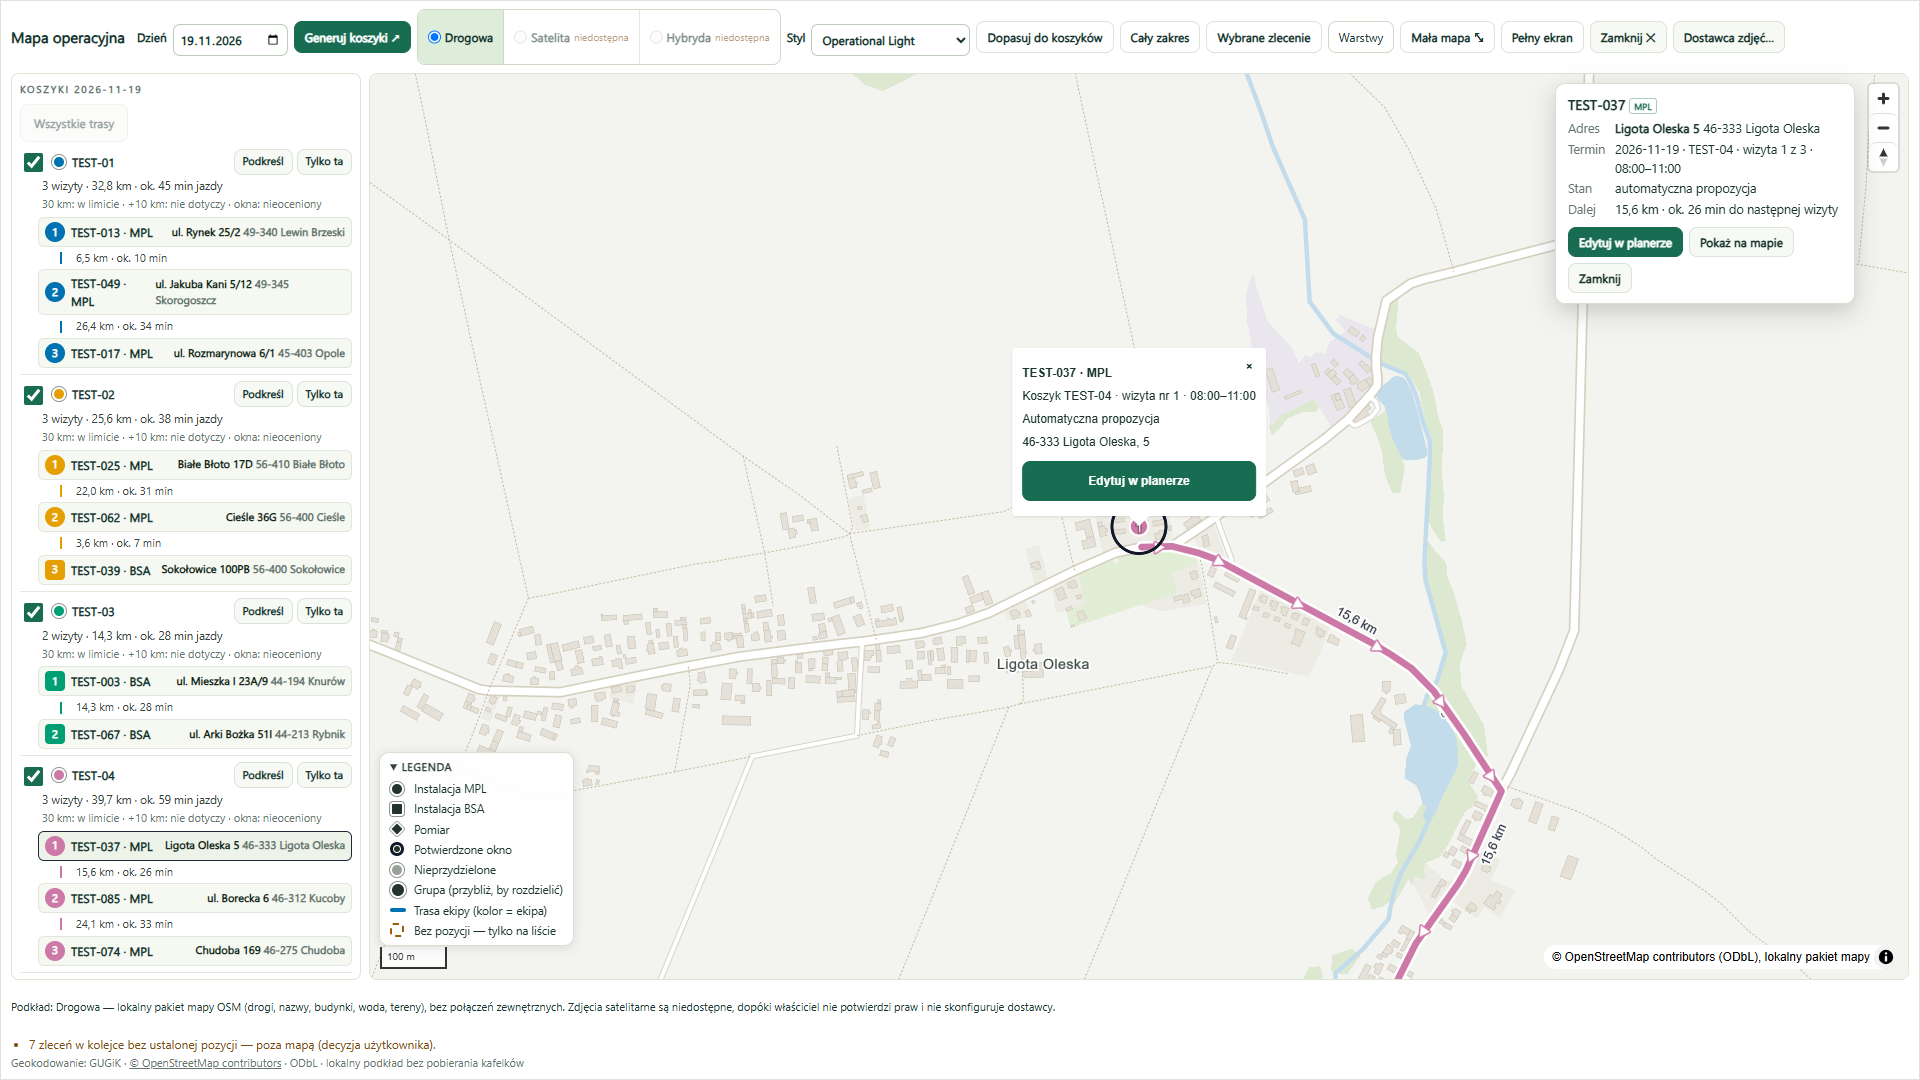 Mapa operacyjna
Dzień
19.11.2026
Generuj koszyki ↗
Drogowa
Satelita niedostępna
Hybryda niedostępna
Styl
Operational Light
Dopasuj do koszyków
Cały zakres
Wybrane zlecenie
Warstwy
Mała mapa ⤡
Pełny ekran
Zamknij ✕
Dostawca zdjęć...
KOSZYKI 2026-11-19
Wszystkie trasy
TEST-01
Podkreśl
Tylko ta
3 wizyty · 32,8 km · ok. 45 min jazdy
30 km: w limicie · +10 km: nie dotyczy · okna: nieoceniony
1 TEST-013 · MPL ul. Rynek 25/2 49-340 Lewin Brzeski
6,5 km · ok. 10 min
2 TEST-049 · MPL ul. Jakuba Kani 5/12 49-345 Skorogoszcz
26,4 km · ok. 34 min
3 TEST-017 · MPL ul. Rozmarynowa 6/1 45-403 Opole
TEST-02
Podkreśl
Tylko ta
3 wizyty · 25,6 km · ok. 38 min jazdy
30 km: w limicie · +10 km: nie dotyczy · okna: nieoceniony
1 TEST-025 · MPL Białe Błoto 17D 56-410 Białe Błoto
22,0 km · ok. 31 min
2 TEST-062 · MPL Cieśle 36G 56-400 Cieśle
3,6 km · ok. 7 min
3 TEST-039 · BSA Sokołowice 100PB 56-400 Sokołowice
TEST-03
Podkreśl
Tylko ta
2 wizyty · 14,3 km · ok. 28 min jazdy
30 km: w limicie · +10 km: nie dotyczy · okna: nieoceniony
1 TEST-003 · BSA ul. Mieszka I 23A/9 44-194 Knurów
14,3 km · ok. 28 min
2 TEST-067 · BSA ul. Arki Bożka 51I 44-213 Rybnik
TEST-04
Podkreśl
Tylko ta
3 wizyty · 39,7 km · ok. 59 min jazdy
30 km: w limicie · +10 km: nie dotyczy · okna: nieoceniony
1 TEST-037 · MPL Ligota Oleska 5 46-333 Ligota Oleska
15,6 km · ok. 26 min
2 TEST-085 · MPL ul. Borecka 6 46-312 Kucoby
24,1 km · ok. 33 min
3 TEST-074 · MPL Chudoba 169 46-275 Chudoba
TEST-037 · MPL
×
Koszyk TEST-04 · wizyta nr 1 · 08:00–11:00
Automatyczna propozycja
46-333 Ligota Oleska, 5
Edytuj w planerze
1
15,6 km
15,6 km
Ligota Oleska
TEST-037 MPL
Adres Ligota Oleska 5 46-333 Ligota Oleska
Termin 2026-11-19 · TEST-04 · wizyta 1 z 3 ·
08:00–11:00
Stan automatyczna propozycja
Dalej 15,6 km · ok. 26 min do następnej wizyty
Edytuj w planerze
Pokaż na mapie
Zamknij
▼ LEGENDA
Instalacja MPL
Instalacja BSA
Pomiar
Potwierdzone okno
Nieprzydzielone
Grupa (przybliż, by rozdzielić)
Trasa ekipy (kolor = ekipa)
Bez pozycji — tylko na liście
100 m
© OpenStreetMap contributors (ODbL), lokalny pakiet mapy
Podkład: Drogowa — lokalny pakiet mapy OSM (drogi, nazwy, budynki, woda, tereny), bez połączeń zewnętrznych. Zdjęcia satelitarne są niedostępne, dopóki właściciel nie potwierdzi praw i nie skonfiguruje dostawcy.
• 7 zleceń w kolejce bez ustalonej pozycji — poza mapą (decyzja użytkownika).
Geokodowanie: GUGiK · © OpenStreetMap contributors · ODbL · lokalny podkład bez pobierania kafelków